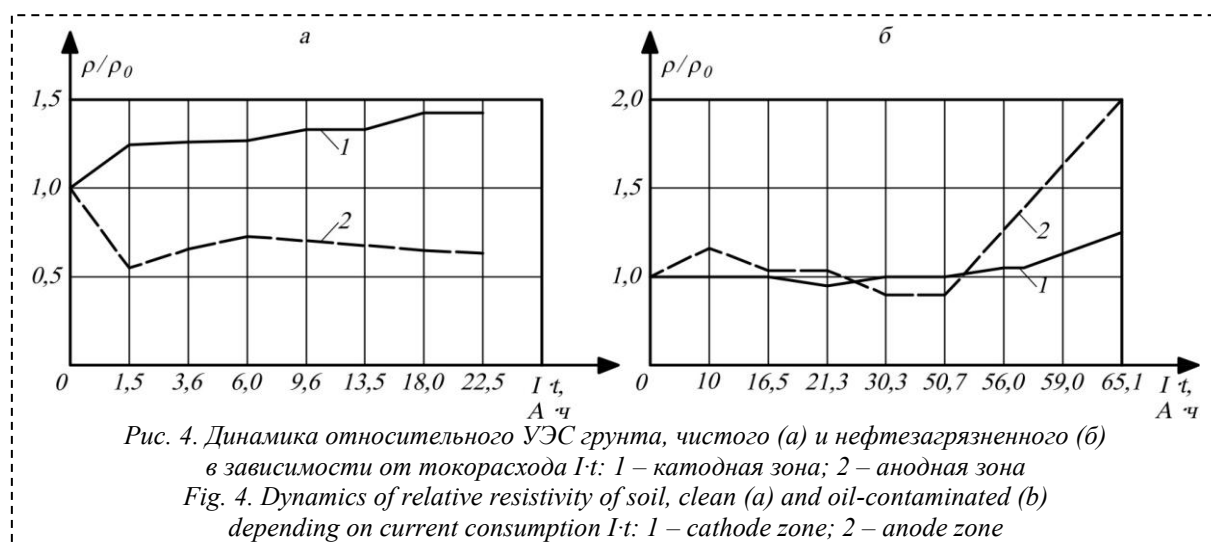 а
б
ρ/ρ₀
ρ/ρ₀
1,5
2,0
1
1,0
1,5
2
2
0,5
1,0
1
0 1,5 3,6 6,0 9,6 13,5 18,0 22,5 I·t,
А·ч
0 10 16,5 21,3 30,3 50,7 56,0 59,0 65,1 I·t,
А·ч
Рис. 4. Динамика относительного УЭС грунта, чистого (а) и нефтезагрязненного (б)
в зависимости от токорасхода I·t: 1 – катодная зона; 2 – анодная зона
Fig. 4. Dynamics of relative resistivity of soil, clean (a) and oil-contaminated (b)
depending on current consumption I·t: 1 – cathode zone; 2 – anode zone